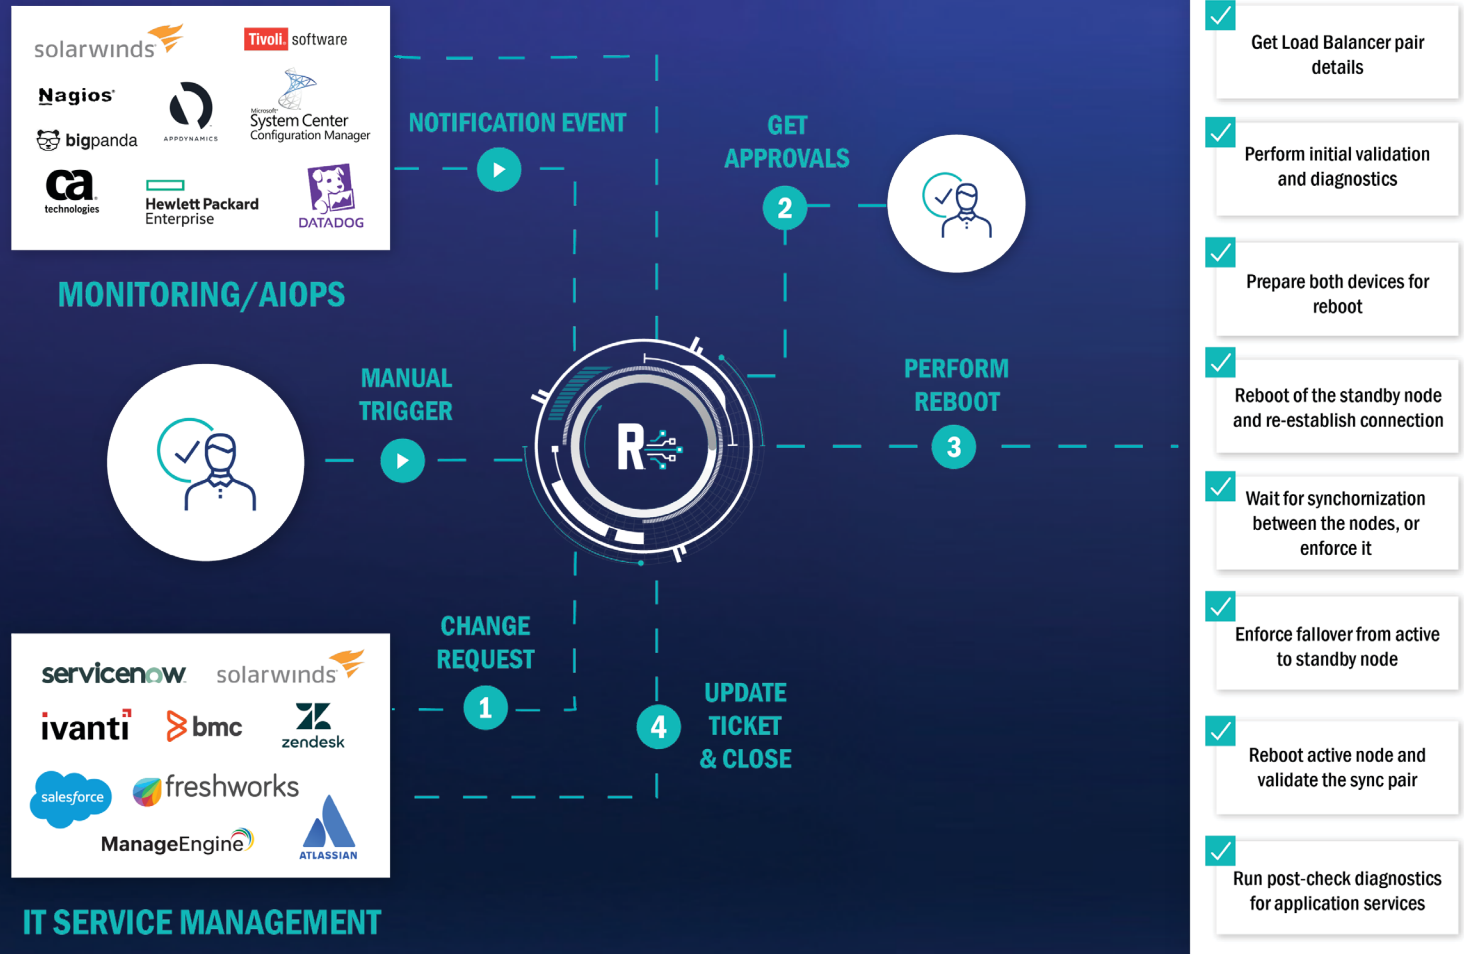 solarwinds
Tivoli. software
Nagios®
bigpanda
APPDYNAMICS
Microsoft®
System Center
Configuration Manager
ca
technologies
Hewlett Packard
Enterprise
DATADOG
MONITORING/AIOPS
NOTIFICATION EVENT
MANUAL
TRIGGER
R
GET
APPROVALS
2
PERFORM
REBOOT
3
CHANGE
REQUEST
1
UPDATE
TICKET
& CLOSE
4
servicenow
solarwinds
ivanti
bmc
zendesk
salesforce
freshworks
ManageEngine
ATLASSIAN
IT SERVICE MANAGEMENT
Get Load Balancer pair
details
Perform initial validation
and diagnostics
Prepare both devices for
reboot
Reboot of the standby node
and re-establish connection
Wait for synchornization
between the nodes, or
enforce it
Enforce fallover from active
to standby node
Reboot active node and
validate the sync pair
Run post-check diagnostics
for application services